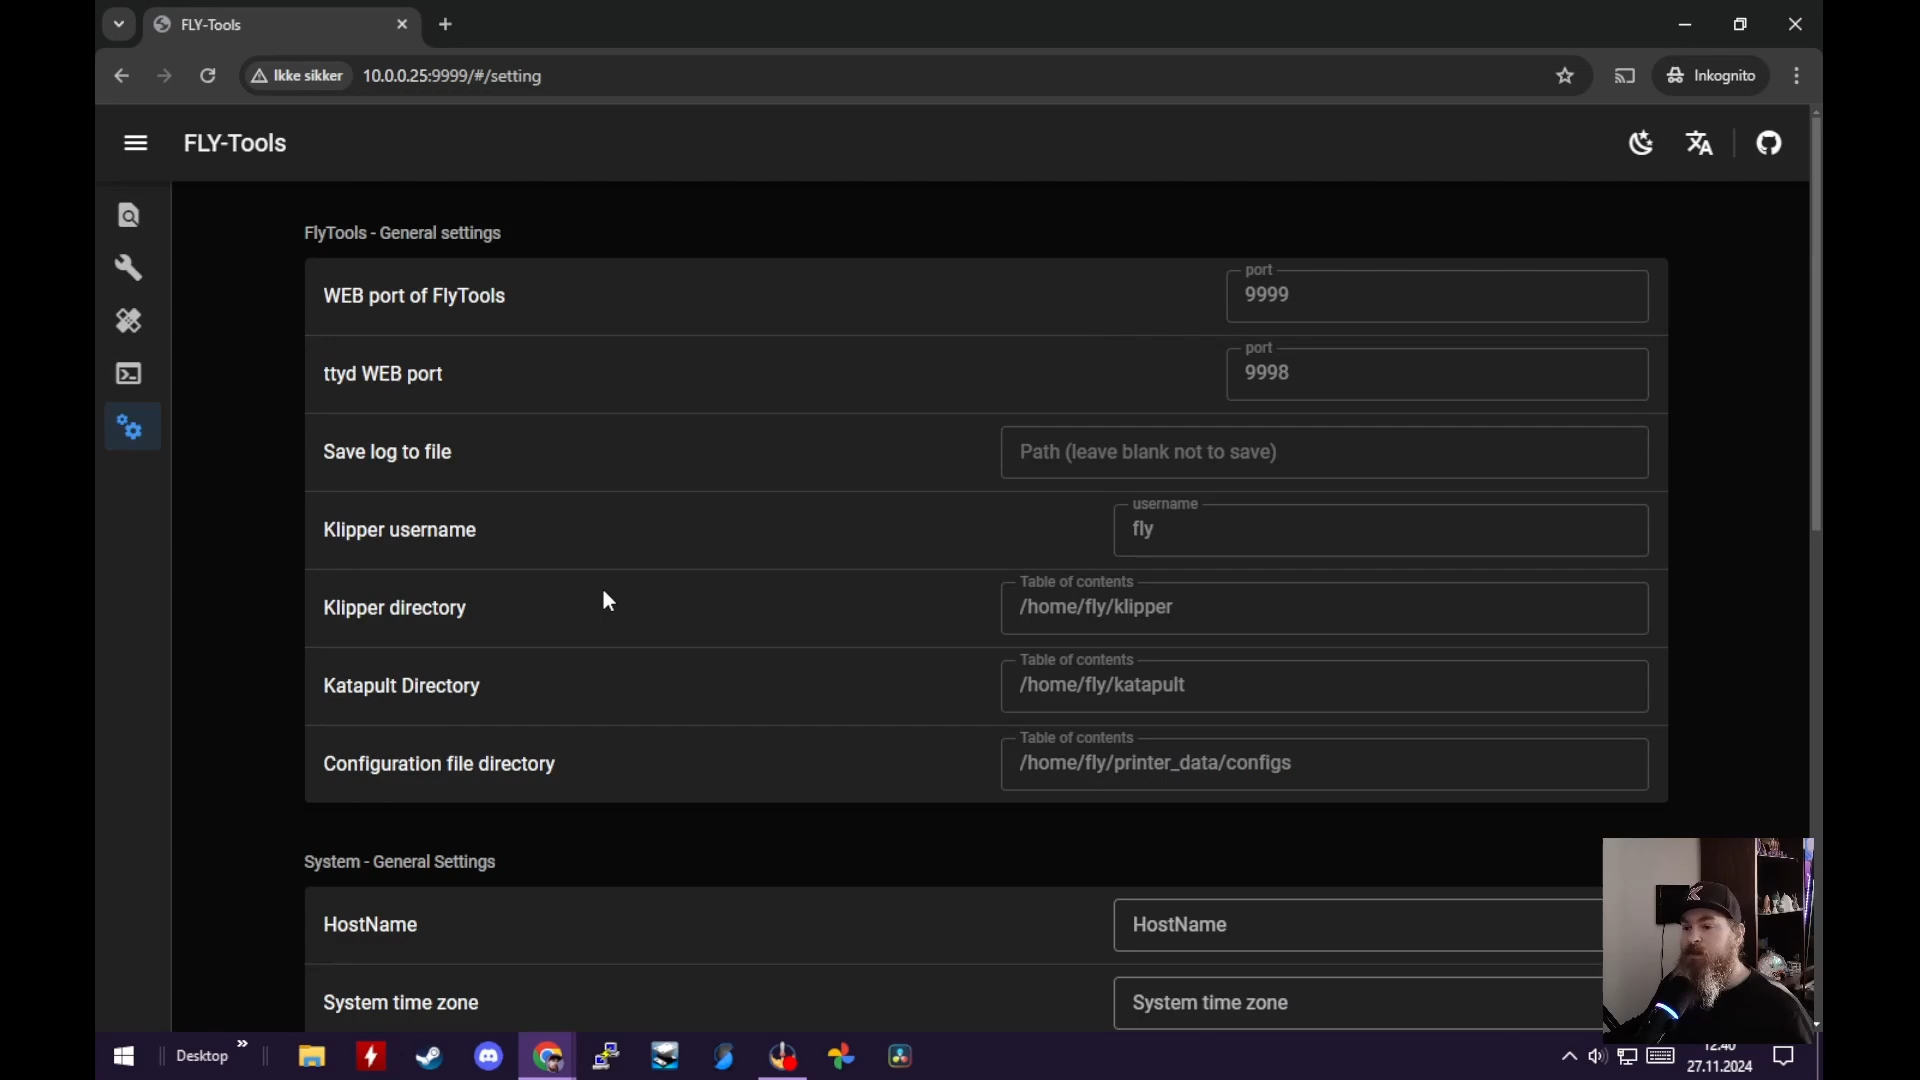 FLY-Tools
Ikke sikker
10.0.0.25:9999/#/setting
Inkognito
FLY-Tools
FlyTools - General settings
WEB port of FlyTools
port
9999
ttyd WEB port
port
9998
Save log to file
Path (leave blank not to save)
Klipper username
username
fly
Klipper directory
Table of contents
/home/fly/klipper
Katapult Directory
Table of contents
/home/fly/katapult
Configuration file directory
Table of contents
/home/fly/printer_data/configs
System - General Settings
HostName
HostName
System time zone
System time zone
Desktop
12:40
27.11.2024